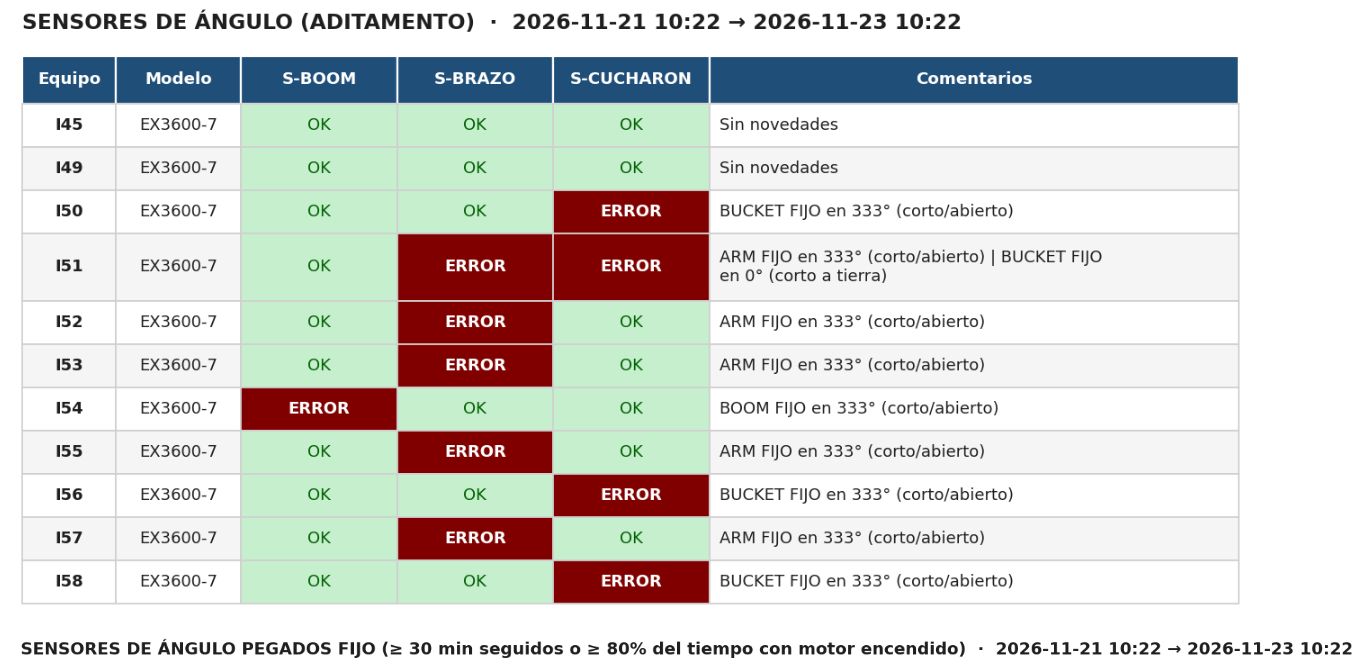 SENSORES DE ÁNGULO (ADITAMENTO)  ·  2026-11-21 10:22 → 2026-11-23 10:22
Equipo Modelo S-BOOM S-BRAZO S-CUCHARON Comentarios
I45 EX3600-7 OK OK OK Sin novedades
I49 EX3600-7 OK OK OK Sin novedades
I50 EX3600-7 OK OK ERROR BUCKET FIJO en 333° (corto/abierto)
I51 EX3600-7 OK ERROR ERROR ARM FIJO en 333° (corto/abierto) | BUCKET FIJO
en 0° (corto a tierra)
I52 EX3600-7 OK ERROR OK ARM FIJO en 333° (corto/abierto)
I53 EX3600-7 OK ERROR OK ARM FIJO en 333° (corto/abierto)
I54 EX3600-7 ERROR OK OK BOOM FIJO en 333° (corto/abierto)
I55 EX3600-7 OK ERROR OK ARM FIJO en 333° (corto/abierto)
I56 EX3600-7 OK OK ERROR BUCKET FIJO en 333° (corto/abierto)
I57 EX3600-7 OK ERROR OK ARM FIJO en 333° (corto/abierto)
I58 EX3600-7 OK OK ERROR BUCKET FIJO en 333° (corto/abierto)
SENSORES DE ÁNGULO PEGADOS FIJO (≥ 30 min seguidos o ≥ 80% del tiempo con motor encendido)  ·  2026-11-21 10:22 → 2026-11-23 10:22